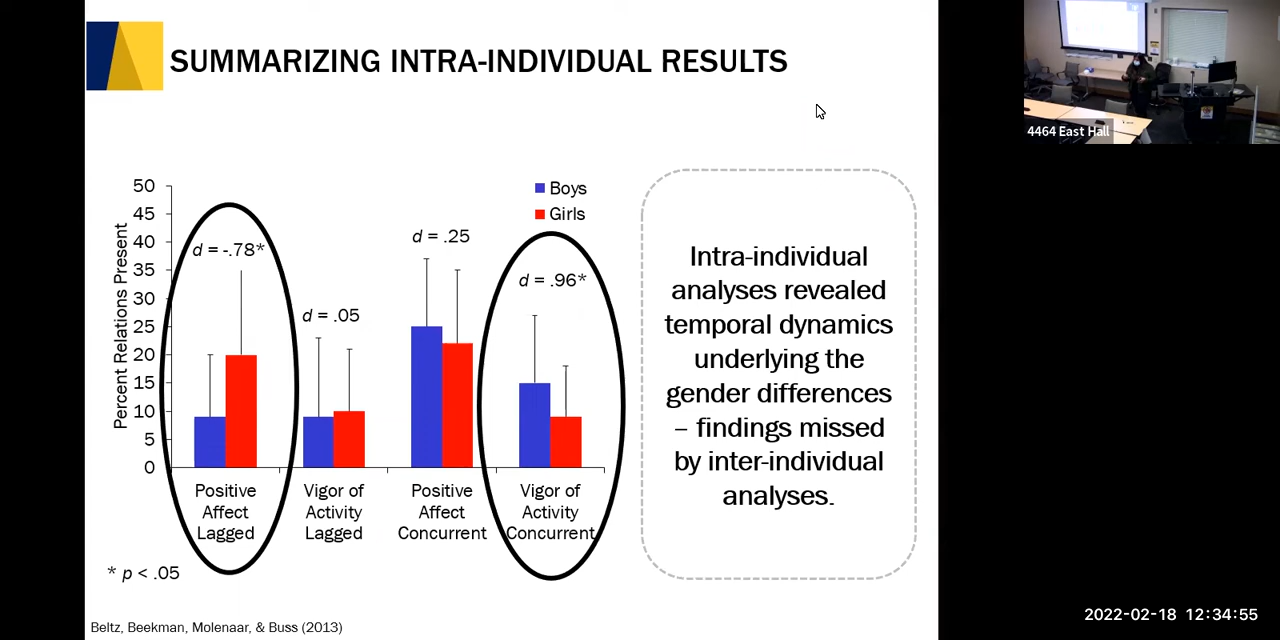 SUMMARIZING INTRA-INDIVIDUAL RESULTS
4464 East Hall
50
45
40
35
30
25
20
15
10
5
0
Percent Relations Present
Boys
Girls
d = -.78*
d = .05
d = .25
d = .96*
Positive
Affect
Lagged
Vigor of
Activity
Lagged
Positive
Affect
Concurrent
Vigor of
Activity
Concurrent
* p < .05
Intra-individual
analyses revealed
temporal dynamics
underlying the
gender differences
– findings missed
by inter-individual
analyses.
Beltz, Beekman, Molenaar, & Buss (2013)
2022-02-18 12:34:55